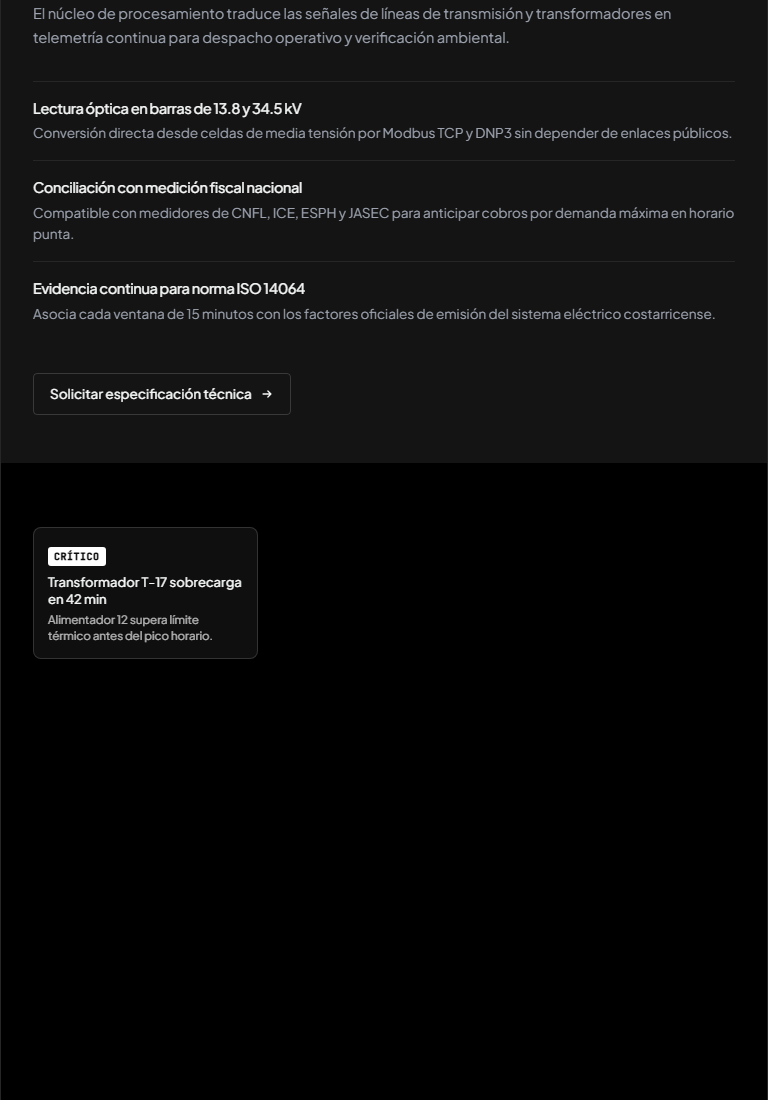 El núcleo de procesamiento traduce las señales de líneas de transmisión y transformadores en
telemetría continua para despacho operativo y verificación ambiental.
Lectura óptica en barras de 13.8 y 34.5 kV
Conversión directa desde celdas de media tensión por Modbus TCP y DNP3 sin depender de enlaces públicos.
Conciliación con medición fiscal nacional
Compatible con medidores de CNFL, ICE, ESPH y JASEC para anticipar cobros por demanda máxima en horario
punta.
Evidencia continua para norma ISO 14064
Asocia cada ventana de 15 minutos con los factores oficiales de emisión del sistema eléctrico costarricense.
Solicitar especificación técnica →
CRÍTICO
Transformador T-17 sobrecarga
en 42 min
Alimentador 12 supera límite
térmico antes del pico horario.